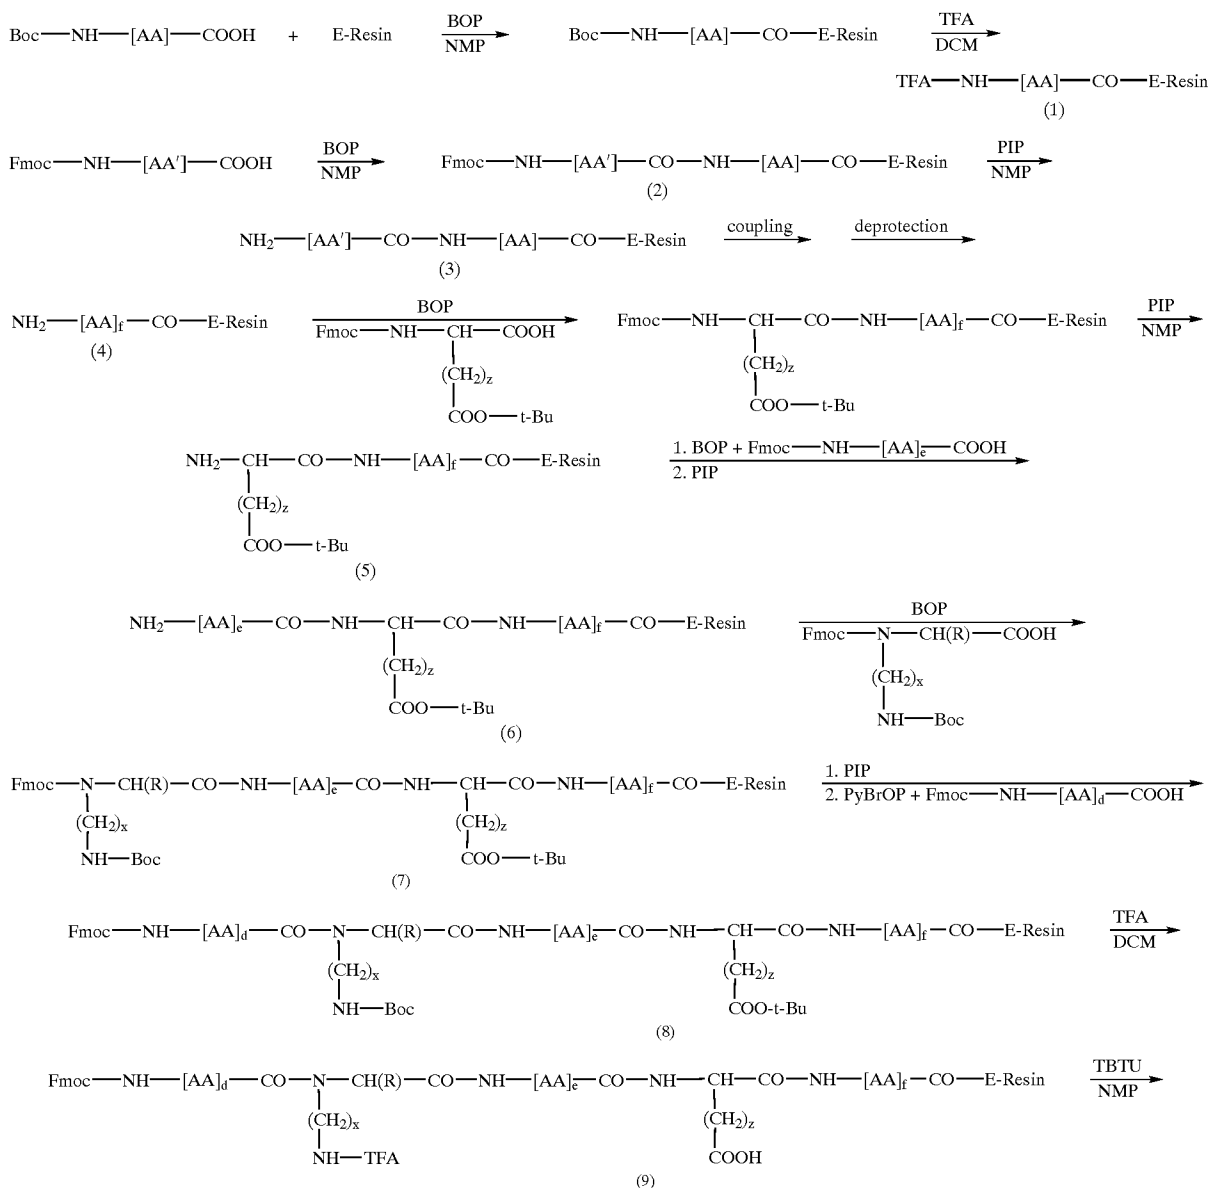 Boc—NH—[AA]—COOH + E-Resin BOP NMP Boc—NH—[AA]—CO—E-Resin TFA DCM
TFA—NH—[AA]—CO—E-Resin
(1)
Fmoc—NH—[AA']—COOH BOP NMP Fmoc—NH—[AA']—CO—NH—[AA]—CO—E-Resin PIP NMP
(2)
NH2—[AA']—CO—NH—[AA]—CO—E-Resin coupling deprotection
(3)
NH2—[AA]f—CO—E-Resin BOP Fmoc—NH—CH—COOH Fmoc—NH—CH—CO—NH—[AA]f—CO—E-Resin PIP NMP
(4)
(CH2)z (CH2)z
COO—t-Bu COO—t-Bu
NH2—CH—CO—NH—[AA]f—CO—E-Resin 1. BOP + Fmoc—NH—[AA]e—COOH
2. PIP
(CH2)z
COO—t-Bu
(5)
NH2—[AA]e—CO—NH—CH—CO—NH—[AA]f—CO—E-Resin BOP
Fmoc—N—CH(R)—COOH
(CH2)z (CH2)x
COO—t-Bu NH—Boc
(6)
Fmoc—N—CH(R)—CO—NH—[AA]e—CO—NH—CH—CO—NH—[AA]f—CO—E-Resin 1. PIP
2. PyBrOP + Fmoc—NH—[AA]d—COOH
(CH2)x (CH2)z
NH—Boc COO—t-Bu
(7)
Fmoc—NH—[AA]d—CO—N—CH(R)—CO—NH—[AA]e—CO—NH—CH—CO—NH—[AA]f—CO—E-Resin TFA DCM
(CH2)x (CH2)z
NH—Boc COO-t-Bu
(8)
Fmoc—NH—[AA]d—CO—N—CH(R)—CO—NH—[AA]e—CO—NH—CH—CO—NH—[AA]f—CO—E-Resin TBTU NMP
(CH2)x (CH2)z
NH—TFA COOH
(9)